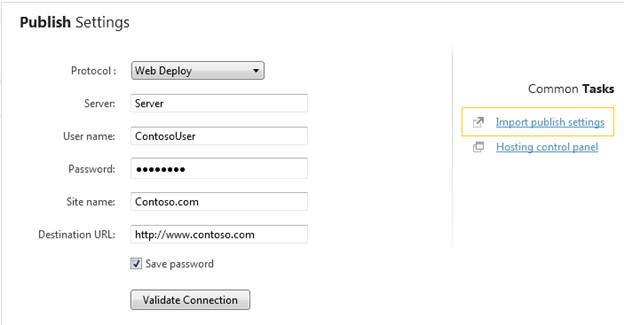 Publish Settings
Protocol : Web Deploy
Server: Server
User name: ContosoUser
Password: ●●●●●●●●
Site name: Contoso.com
Destination URL: http://www.contoso.com
Save password
Validate Connection
Common Tasks
Import publish settings
Hosting control panel